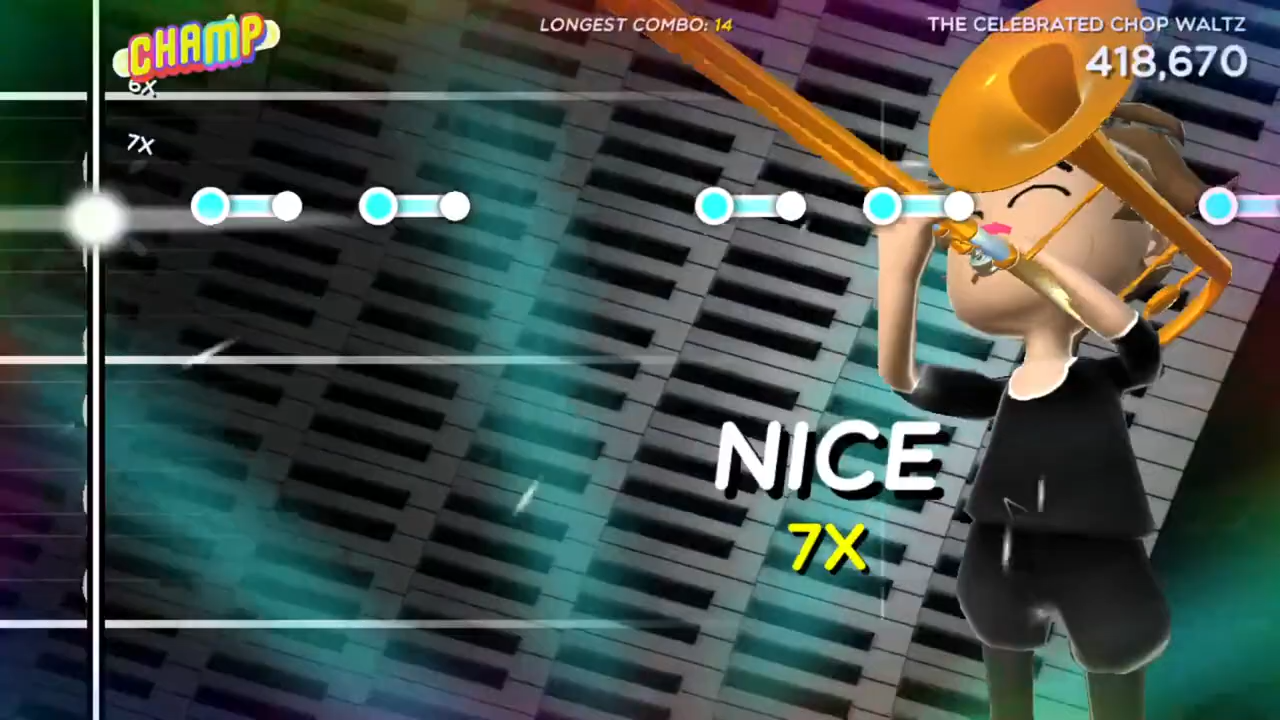 CHAMP
LONGEST COMBO: 14
THE CELEBRATED CHOP WALTZ
418,670
6X
7X
NICE
7X